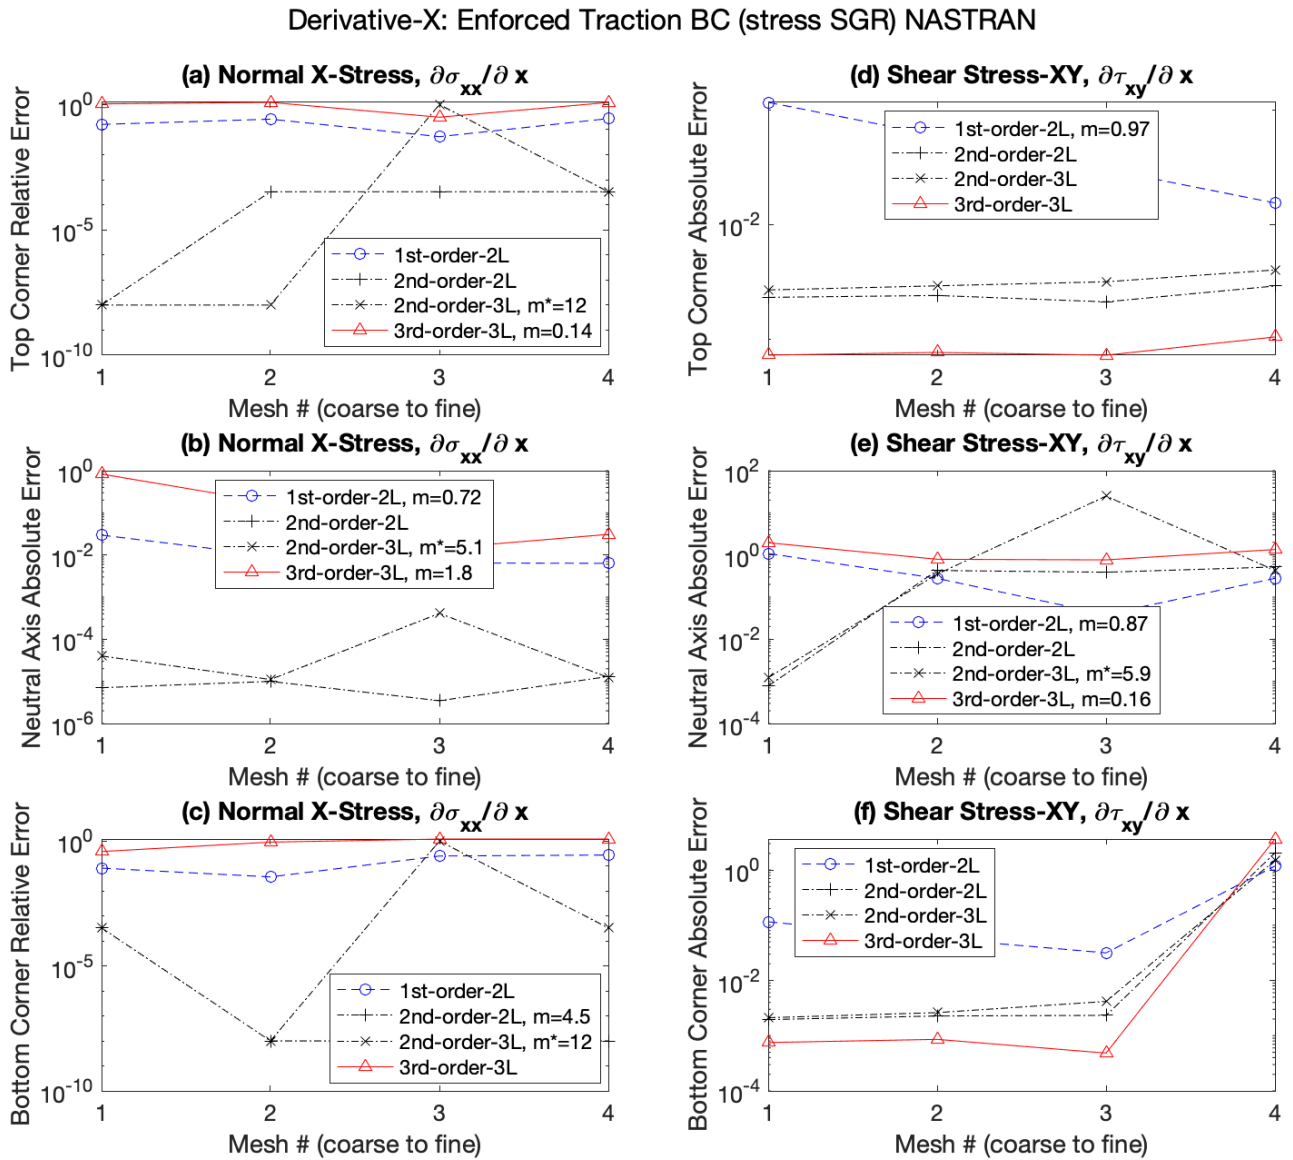 Derivative-X: Enforced Traction BC (stress SGR) NASTRAN
(a) Normal X-Stress, ∂σxx/∂ x
Top Corner Relative Error
10^0
10^-5
10^-10
1st-order-2L
2nd-order-2L
2nd-order-3L, m*=12
3rd-order-3L, m=0.14
1 2 3 4
Mesh # (coarse to fine)
(d) Shear Stress-XY, ∂τxy/∂ x
Top Corner Absolute Error
10^-2
1st-order-2L, m=0.97
2nd-order-2L
2nd-order-3L
3rd-order-3L
1 2 3 4
Mesh # (coarse to fine)
(b) Normal X-Stress, ∂σxx/∂ x
Neutral Axis Absolute Error
10^0
10^-2
10^-4
10^-6
1st-order-2L, m=0.72
2nd-order-2L
2nd-order-3L, m*=5.1
3rd-order-3L, m=1.8
1 2 3 4
Mesh # (coarse to fine)
(e) Shear Stress-XY, ∂τxy/∂ x
Neutral Axis Absolute Error
10^2
10^0
10^-2
10^-4
1st-order-2L, m=0.87
2nd-order-2L
2nd-order-3L, m*=5.9
3rd-order-3L, m=0.16
1 2 3 4
Mesh # (coarse to fine)
(c) Normal X-Stress, ∂σxx/∂ x
Bottom Corner Relative Error
10^0
10^-5
10^-10
1st-order-2L
2nd-order-2L, m=4.5
2nd-order-3L, m*=12
3rd-order-3L
1 2 3 4
Mesh # (coarse to fine)
(f) Shear Stress-XY, ∂τxy/∂ x
Bottom Corner Absolute Error
10^0
10^-2
10^-4
1st-order-2L
2nd-order-2L
2nd-order-3L
3rd-order-3L
1 2 3 4
Mesh # (coarse to fine)